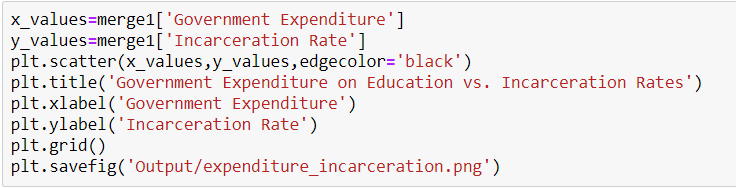 x_values=merge1['Government Expenditure']
y_values=merge1['Incarceration Rate']
plt.scatter(x_values,y_values,edgecolor='black')
plt.title('Government Expenditure on Education vs. Incarceration Rates')
plt.xlabel('Government Expenditure')
plt.ylabel('Incarceration Rate')
plt.grid()
plt.savefig('Output/expenditure_incarceration.png')